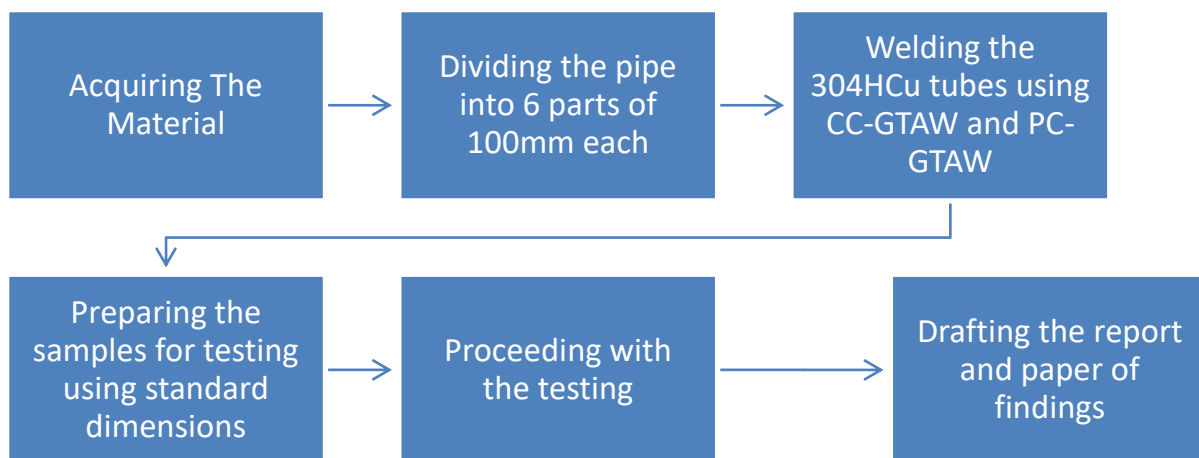 Acquiring The
Material
Dividing the pipe
into 6 parts of
100mm each
Welding the
304HCu tubes using
CC-GTAW and PC-
GTAW
Preparing the
samples for testing
using standard
dimensions
Proceeding with
the testing
Drafting the report
and paper of
findings